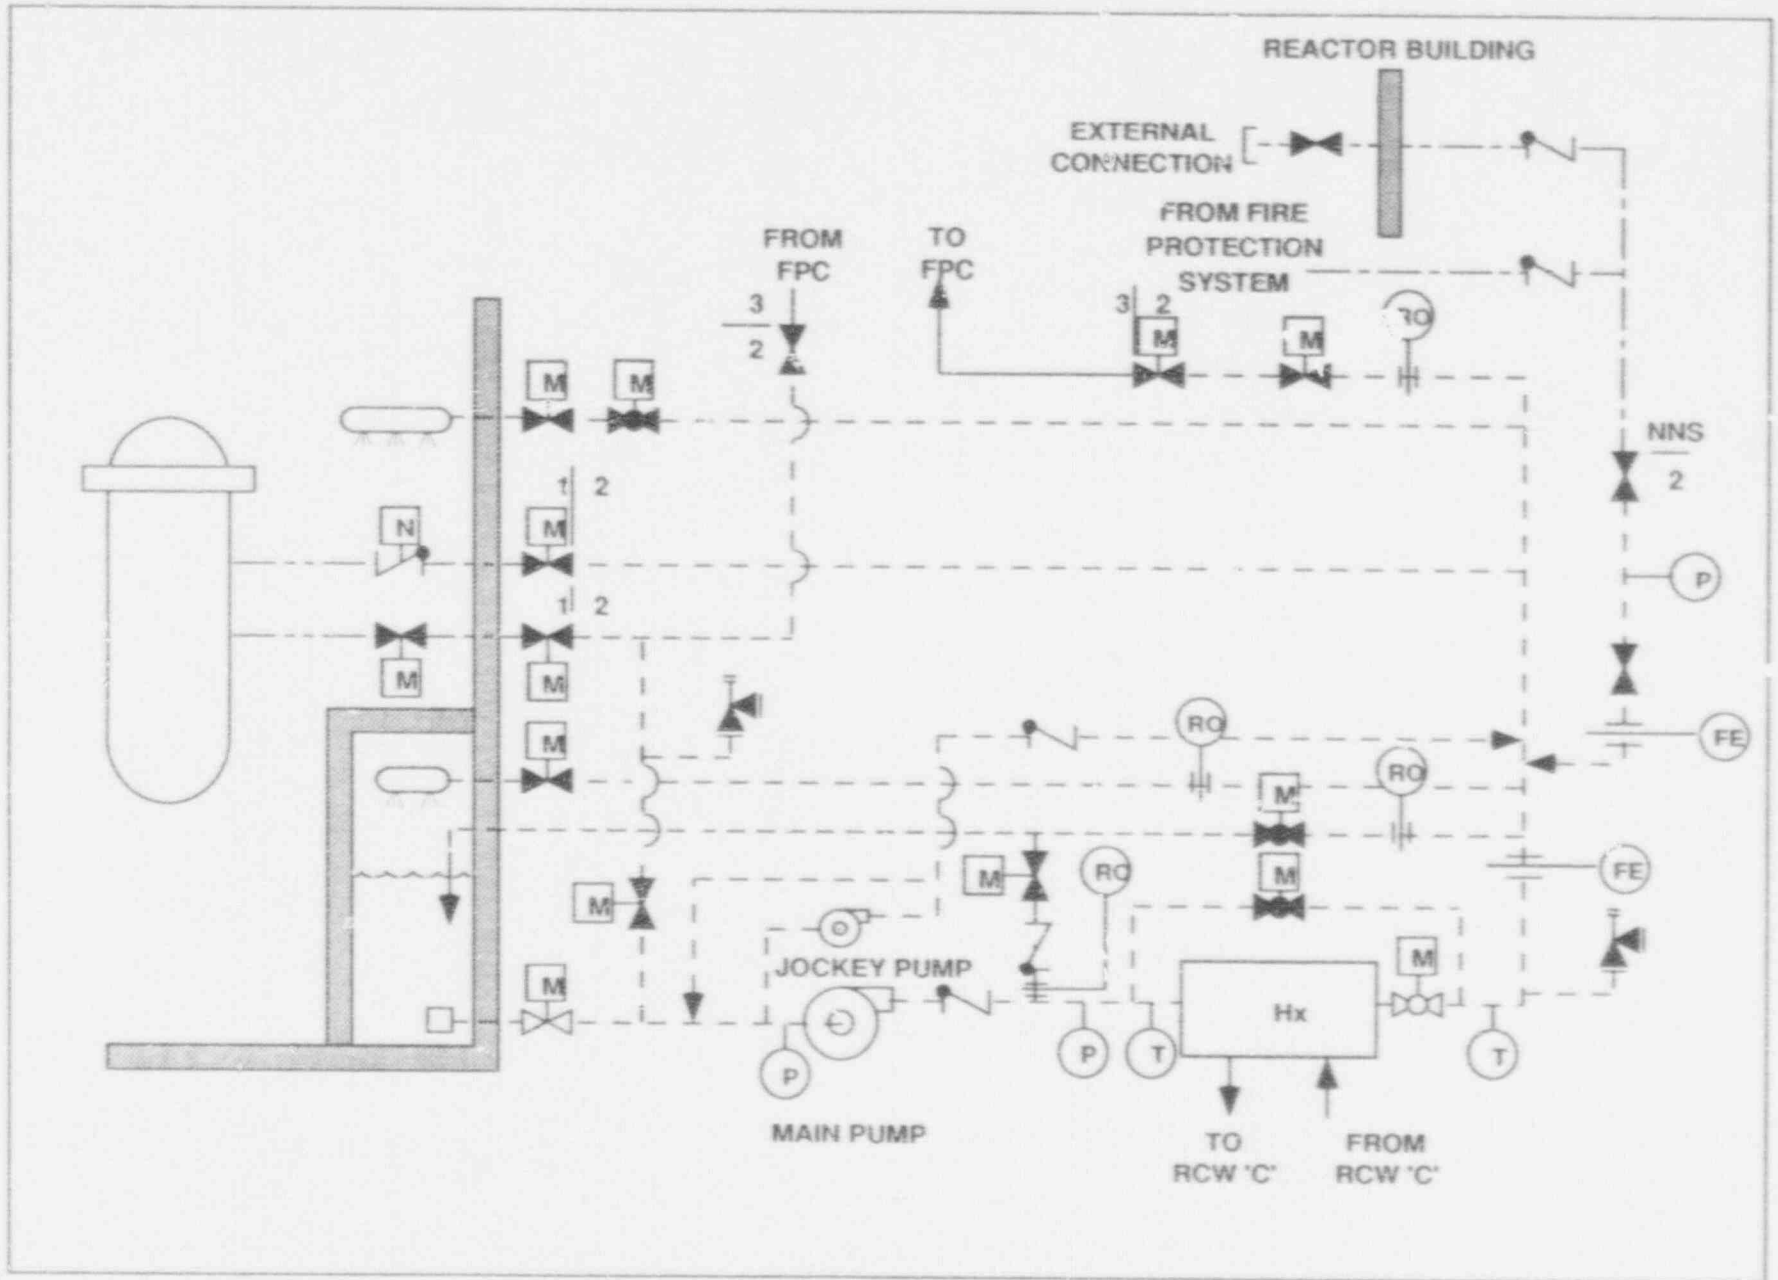 REACTOR BUILDING
EXTERNAL
CONNECTION
FROM FIRE
PROTECTION
SYSTEM
FROM
FPC
TO
FPC
3
2
3 2
M
M
RO
M
M
NNS
2
1 2
N
M
P
1 2
M
M
M
RO
FE
RO
M
M
RO
FE
M
M
M
JOCKEY PUMP
M
Hx
P
P
T
T
MAIN PUMP
TO
RCW 'C'
FROM
RCW 'C'